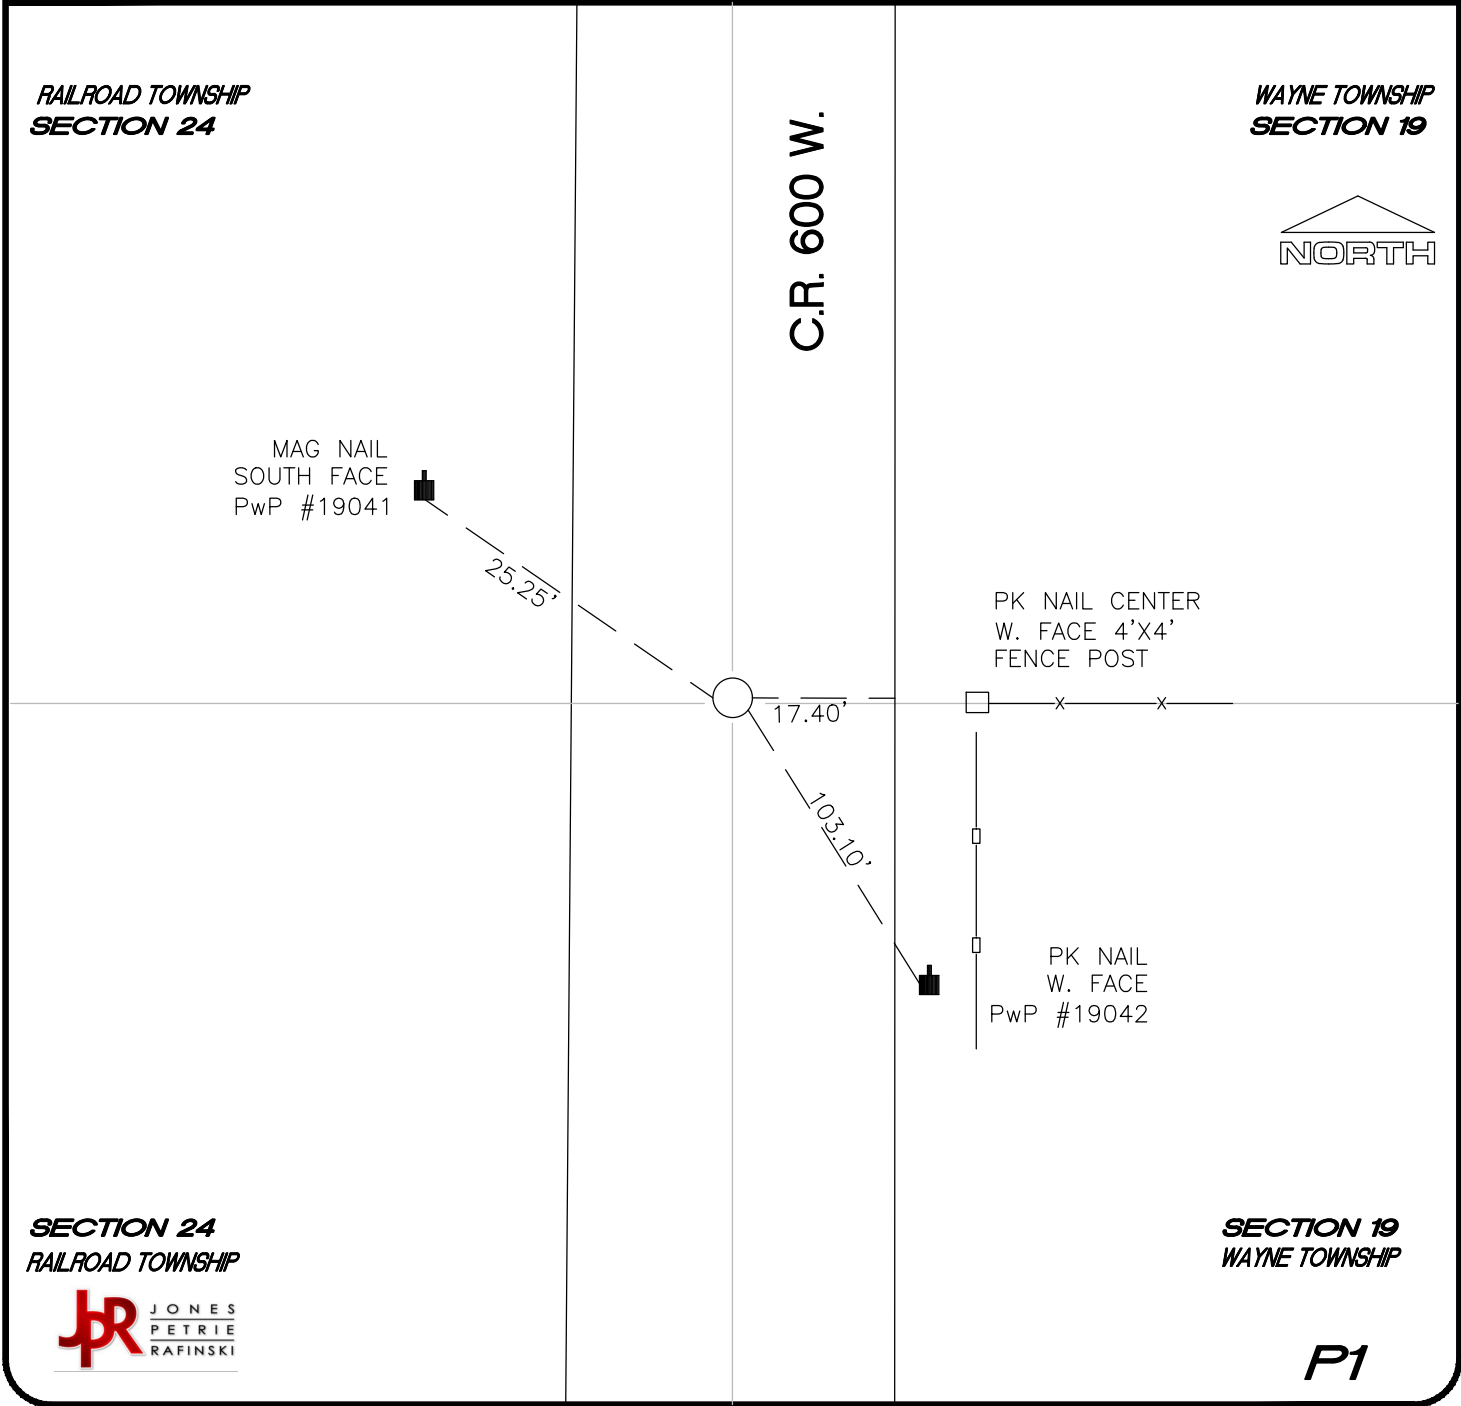 RAILROAD TOWNSHIP
SECTION 24
WAYNE TOWNSHIP
SECTION 19
NORTH
C.R. 600 W.
MAG NAIL
SOUTH FACE
PwP #19041
25.25'
PK NAIL CENTER
W. FACE 4'X4'
FENCE POST
17.40'
X X
103.10'
PK NAIL
W. FACE
PwP #19042
SECTION 24
RAILROAD TOWNSHIP
SECTION 19
WAYNE TOWNSHIP
JPR
JONES
PETRIE
RAFINSKI
P1